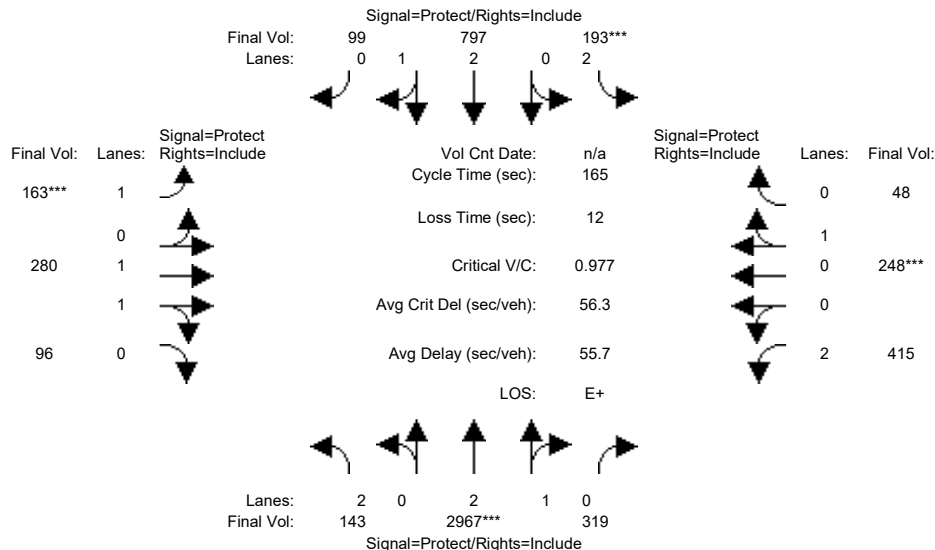 Signal=Protect/Rights=Include
Final Vol: 99 797 193***
Lanes: 0 1 2 0 2
Signal=Protect
Final Vol: Lanes: Rights=Include
Vol Cnt Date: n/a
Signal=Protect
Rights=Include Lanes: Final Vol:
Cycle Time (sec): 165
163*** 1
0 48
Loss Time (sec): 12
0
1
280 1
Critical V/C: 0.977
0 248***
1
Avg Crit Del (sec/veh): 56.3
0
96 0
Avg Delay (sec/veh): 55.7
2 415
LOS: E+
Lanes: 2 0 2 1 0
Final Vol: 143 2967*** 319
Signal=Protect/Rights=Include